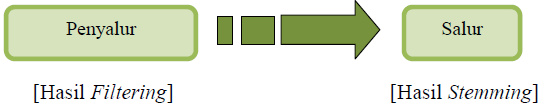 Penyalur
Salur
[Hasil Filtering]
[Hasil Stemming]